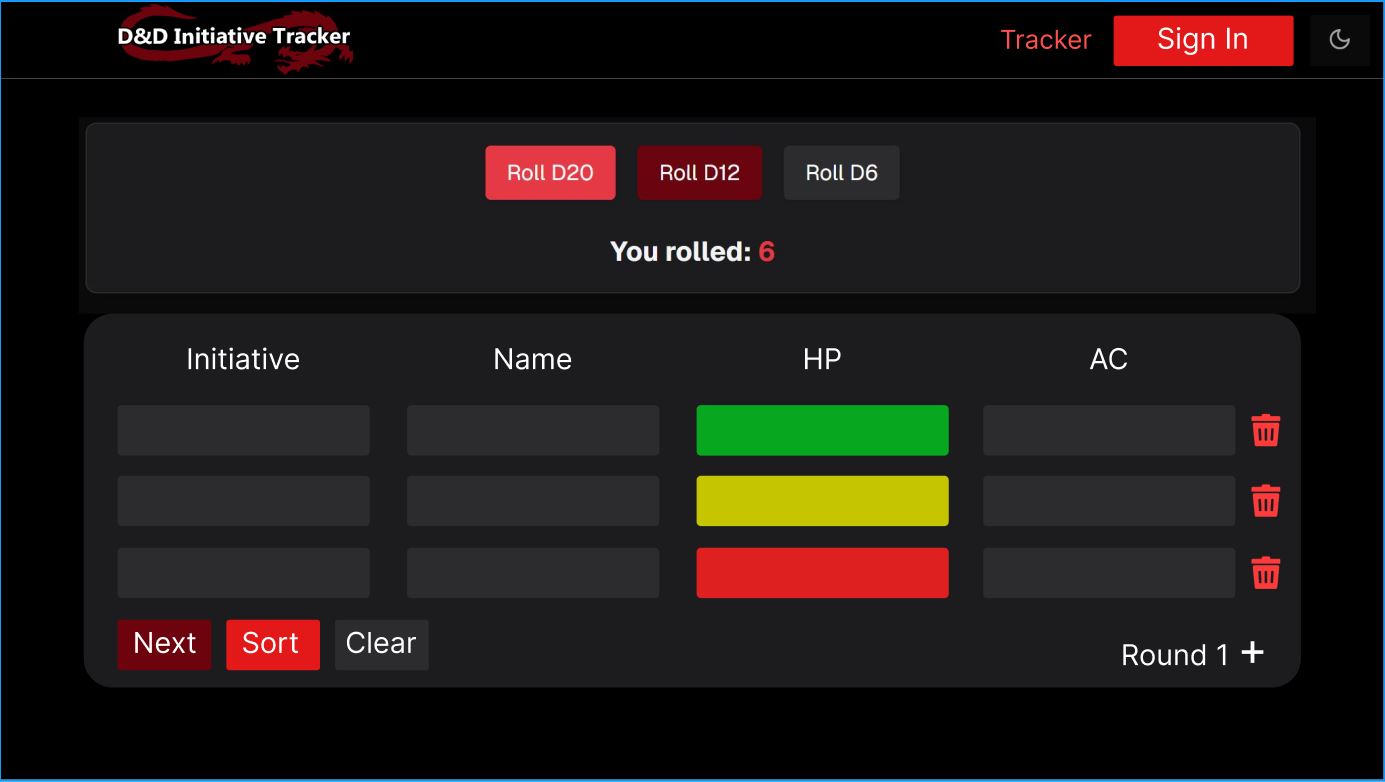 D&D Initiative Tracker
Tracker
Sign In
Roll D20
Roll D12
Roll D6
You rolled: 6
Initiative
Name
HP
AC
Next
Sort
Clear
Round 1 +